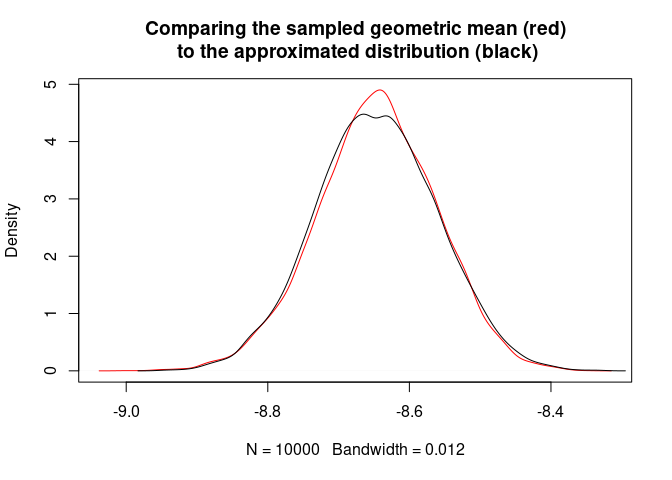 Comparing the sampled geometric mean (red)
to the approximated distribution (black)
Density
5
4
3
2
1
0
-9.0 -8.8 -8.6 -8.4
N = 10000 Bandwidth = 0.012